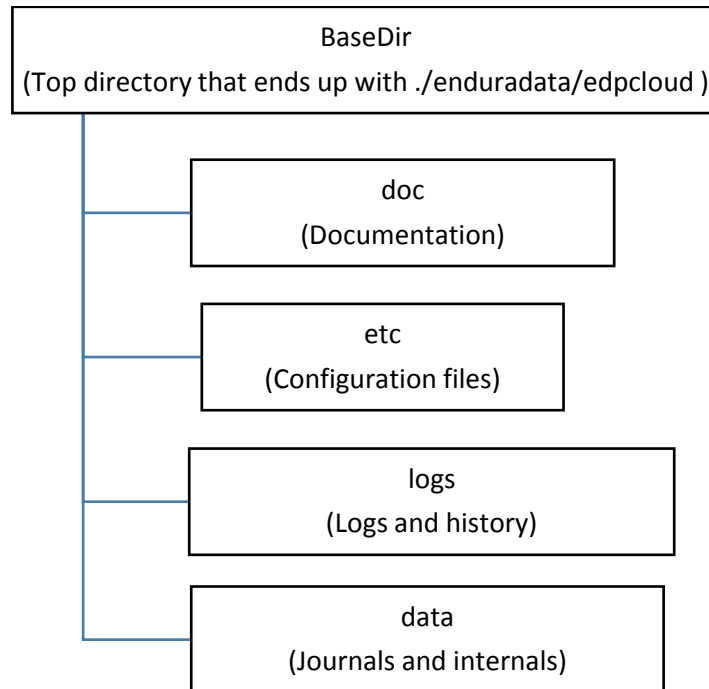 BaseDir
(Top directory that ends up with ./enduradata/edpcloud )
doc
(Documentation)
etc
(Configuration files)
logs
(Logs and history)
data
(Journals and internals)